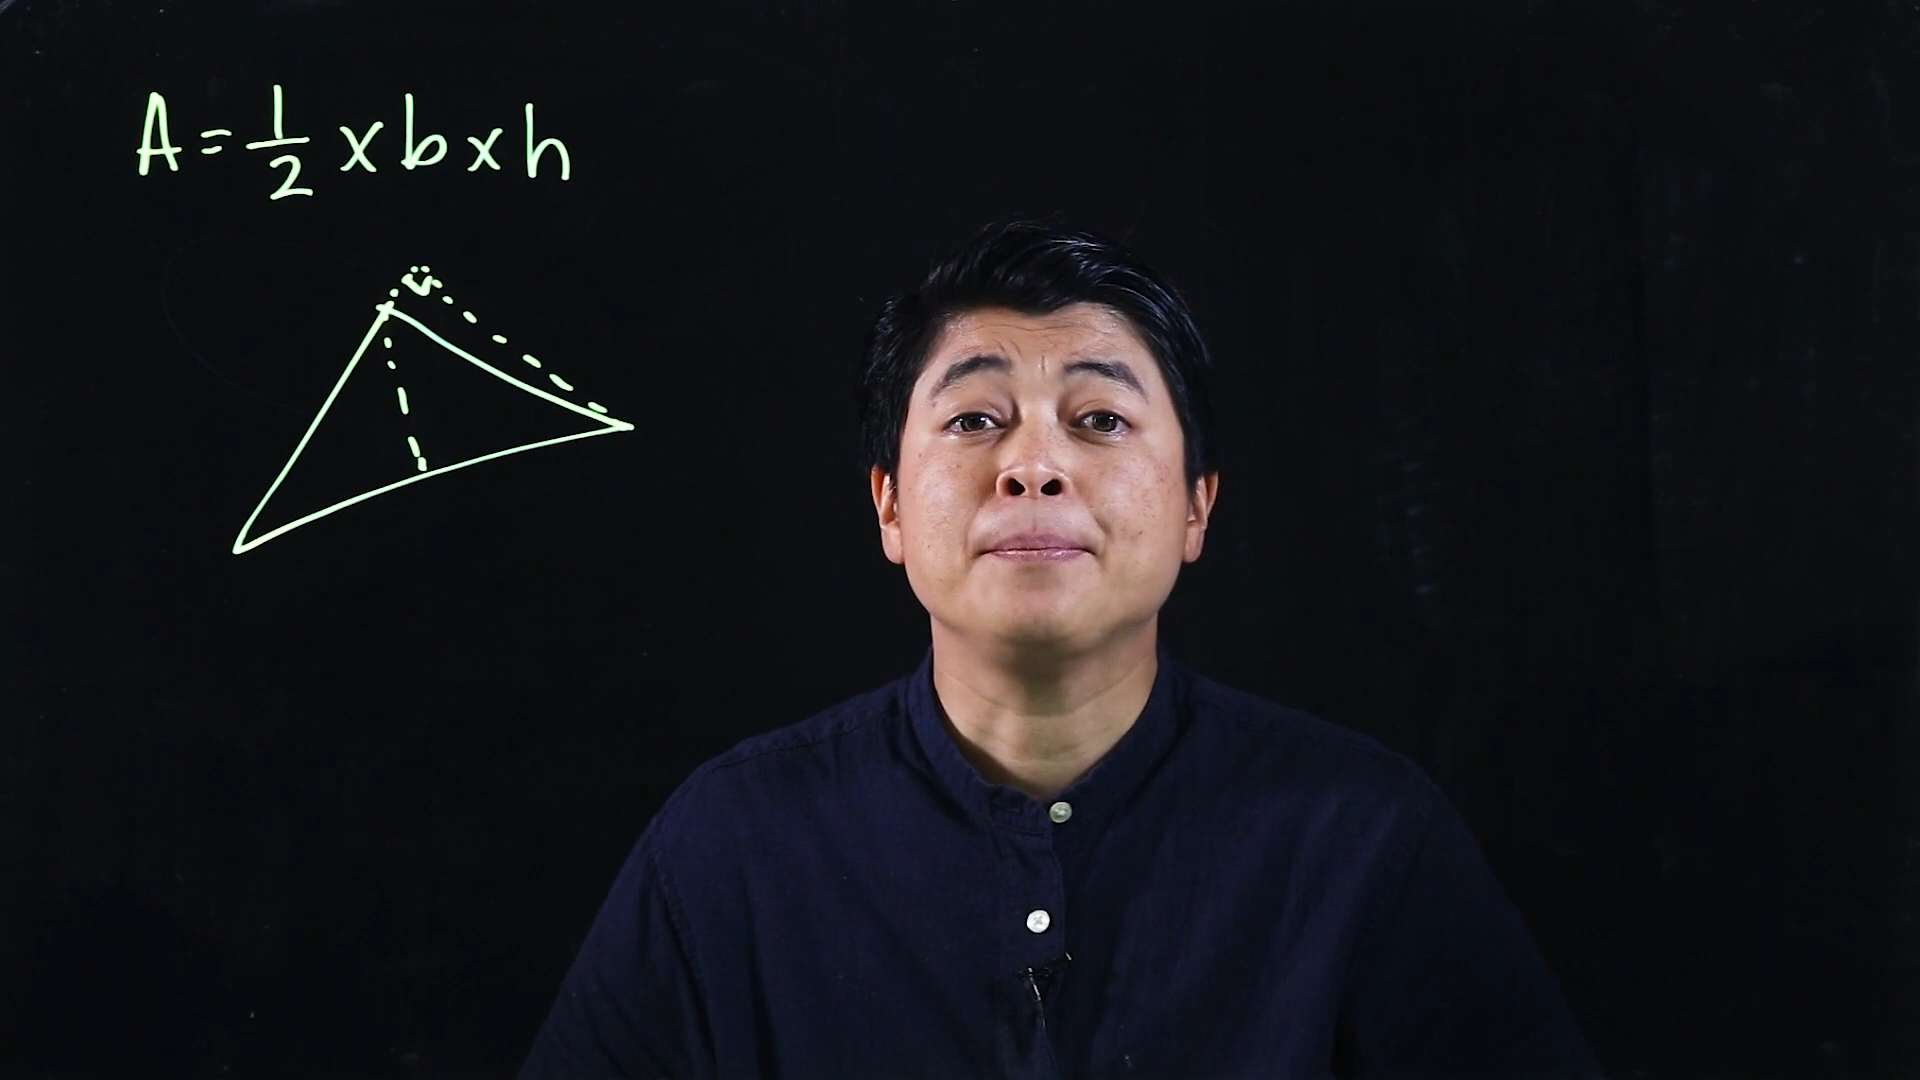 A = 1/2 x b x h